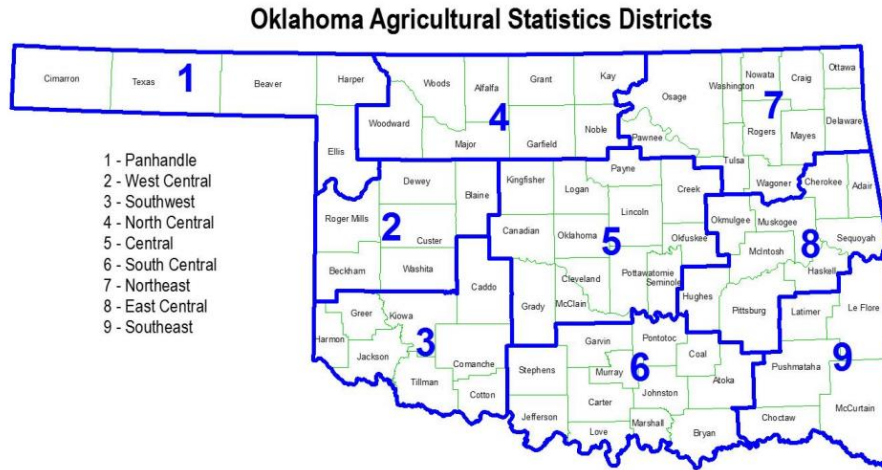 Oklahoma Agricultural Statistics Districts
Cimarron
Texas
1
Beaver
Harper
Woods
Alfalfa
Grant
Kay
Osage
Washington
Nowata
Craig
Ottawa
7
Woodward
4
Major
Garfield
Noble
Pawnee
Rogers
Mayes
Delaware
Ellis
Tulsa
Wagoner
Cherokee
Adair
1 - Panhandle
2 - West Central
3 - Southwest
4 - North Central
5 - Central
6 - South Central
7 - Northeast
8 - East Central
9 - Southeast
Dewey
Blaine
Kingfisher
Logan
Payne
Creek
Roger Mills
2
Custer
Canadian
Oklahoma
Lincoln
5
Okfuskee
Okmulgee
Muskogee
8
McIntosh
Sequoyah
Beckham
Washita
Caddo
Grady
Cleveland
McClain
Pottawatomie
Seminole
Hughes
Haskell
Pittsburg
Latimer
Le Flore
Greer
Kiowa
Harmon
3
Jackson
Comanche
Tillman
Cotton
Garvin
Pontotoc
Stephens
Murray
6
Coal
Atoka
Pushmataha
9
Jefferson
Carter
Johnston
Love
Marshall
Bryan
Choctaw
McCurtain